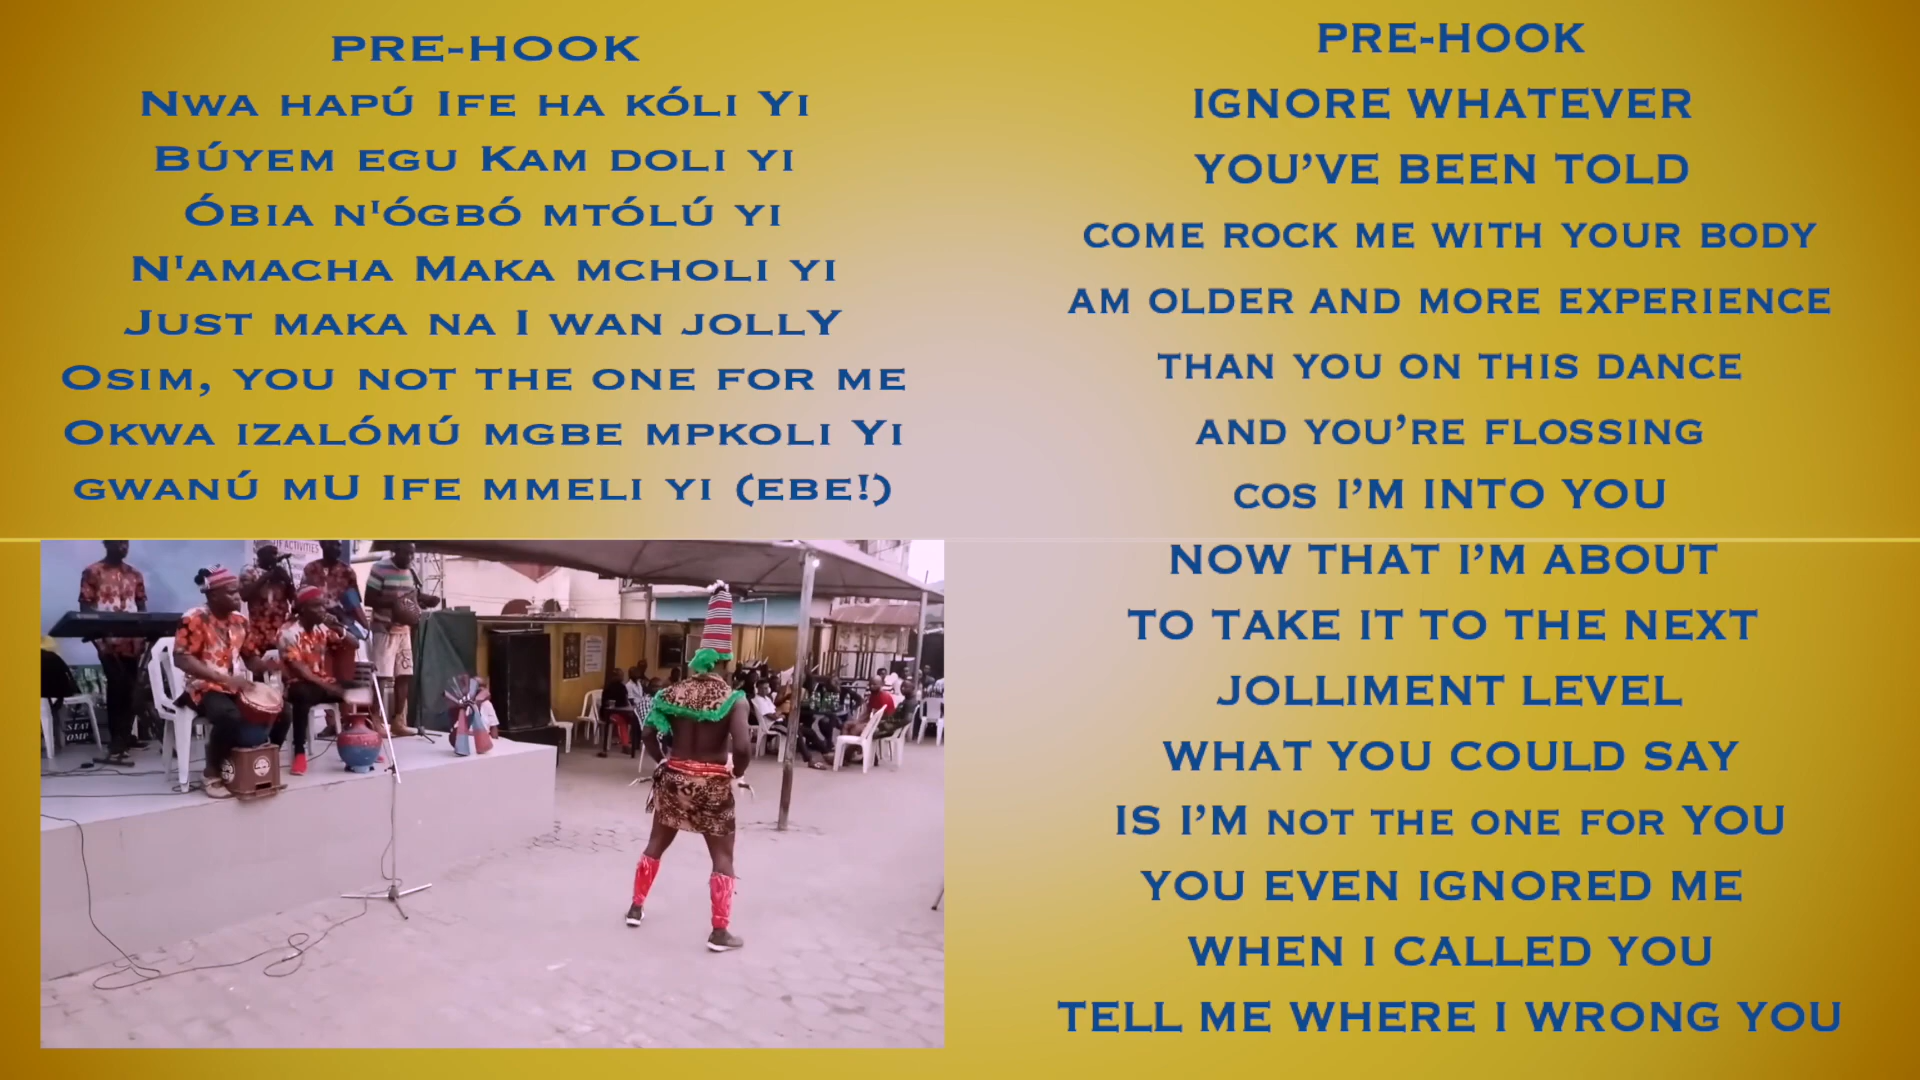 PRE-HOOK
NWA HAPÚ IFE HA KÓLI YI
BÚYEM EGU KAM DOLI YI
ÓBIA N'ÓGBÓ MTÓLÚ YI
N'AMACHA MAKA MCHOLI YI
JUST MAKA NA I WAN JOLLY
OSIM, YOU NOT THE ONE FOR ME
OKWA IZALÓMÚ MGBE MPKOLI YI
GWANÚ MU IFE MMELI YI (EBE!)
PRE-HOOK
IGNORE WHATEVER
YOU'VE BEEN TOLD
COME ROCK ME WITH YOUR BODY
AM OLDER AND MORE EXPERIENCE
THAN YOU ON THIS DANCE
AND YOU'RE FLOSSING
COS I'M INTO YOU
NOW THAT I'M ABOUT
TO TAKE IT TO THE NEXT
JOLLIMENT LEVEL
WHAT YOU COULD SAY
IS I'M NOT THE ONE FOR YOU
YOU EVEN IGNORED ME
WHEN I CALLED YOU
TELL ME WHERE I WRONG YOU
ACTIVITIES